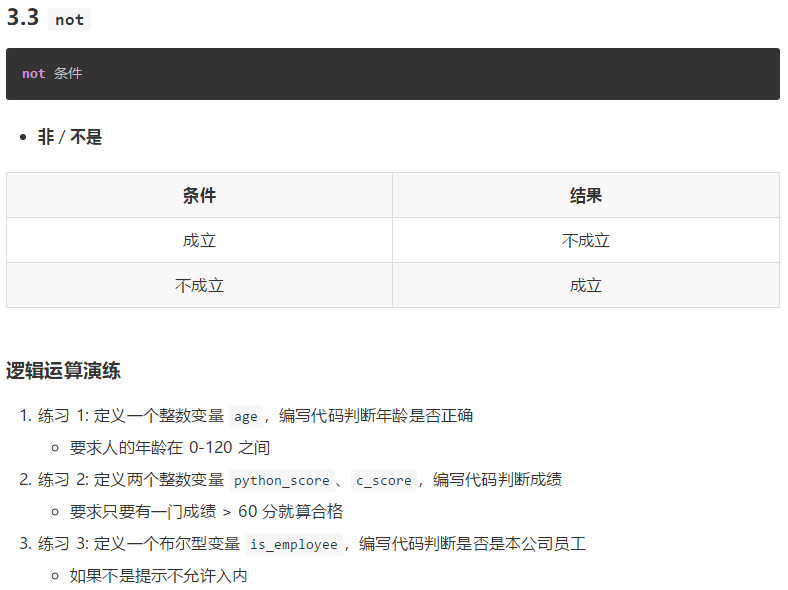 3.3 not
not 条件
• 非 / 不是
条件 结果
成立 不成立
不成立 成立
逻辑运算演练
1. 练习 1: 定义一个整数变量 age，编写代码判断年龄是否正确
○ 要求人的年龄在 0-120 之间
2. 练习 2: 定义两个整数变量 python_score 、 c_score，编写代码判断成绩
○ 要求只要有一门成绩 > 60 分就算合格
3. 练习 3: 定义一个布尔型变量 is_employee，编写代码判断是否是本公司员工
○ 如果不是提示不允许入内